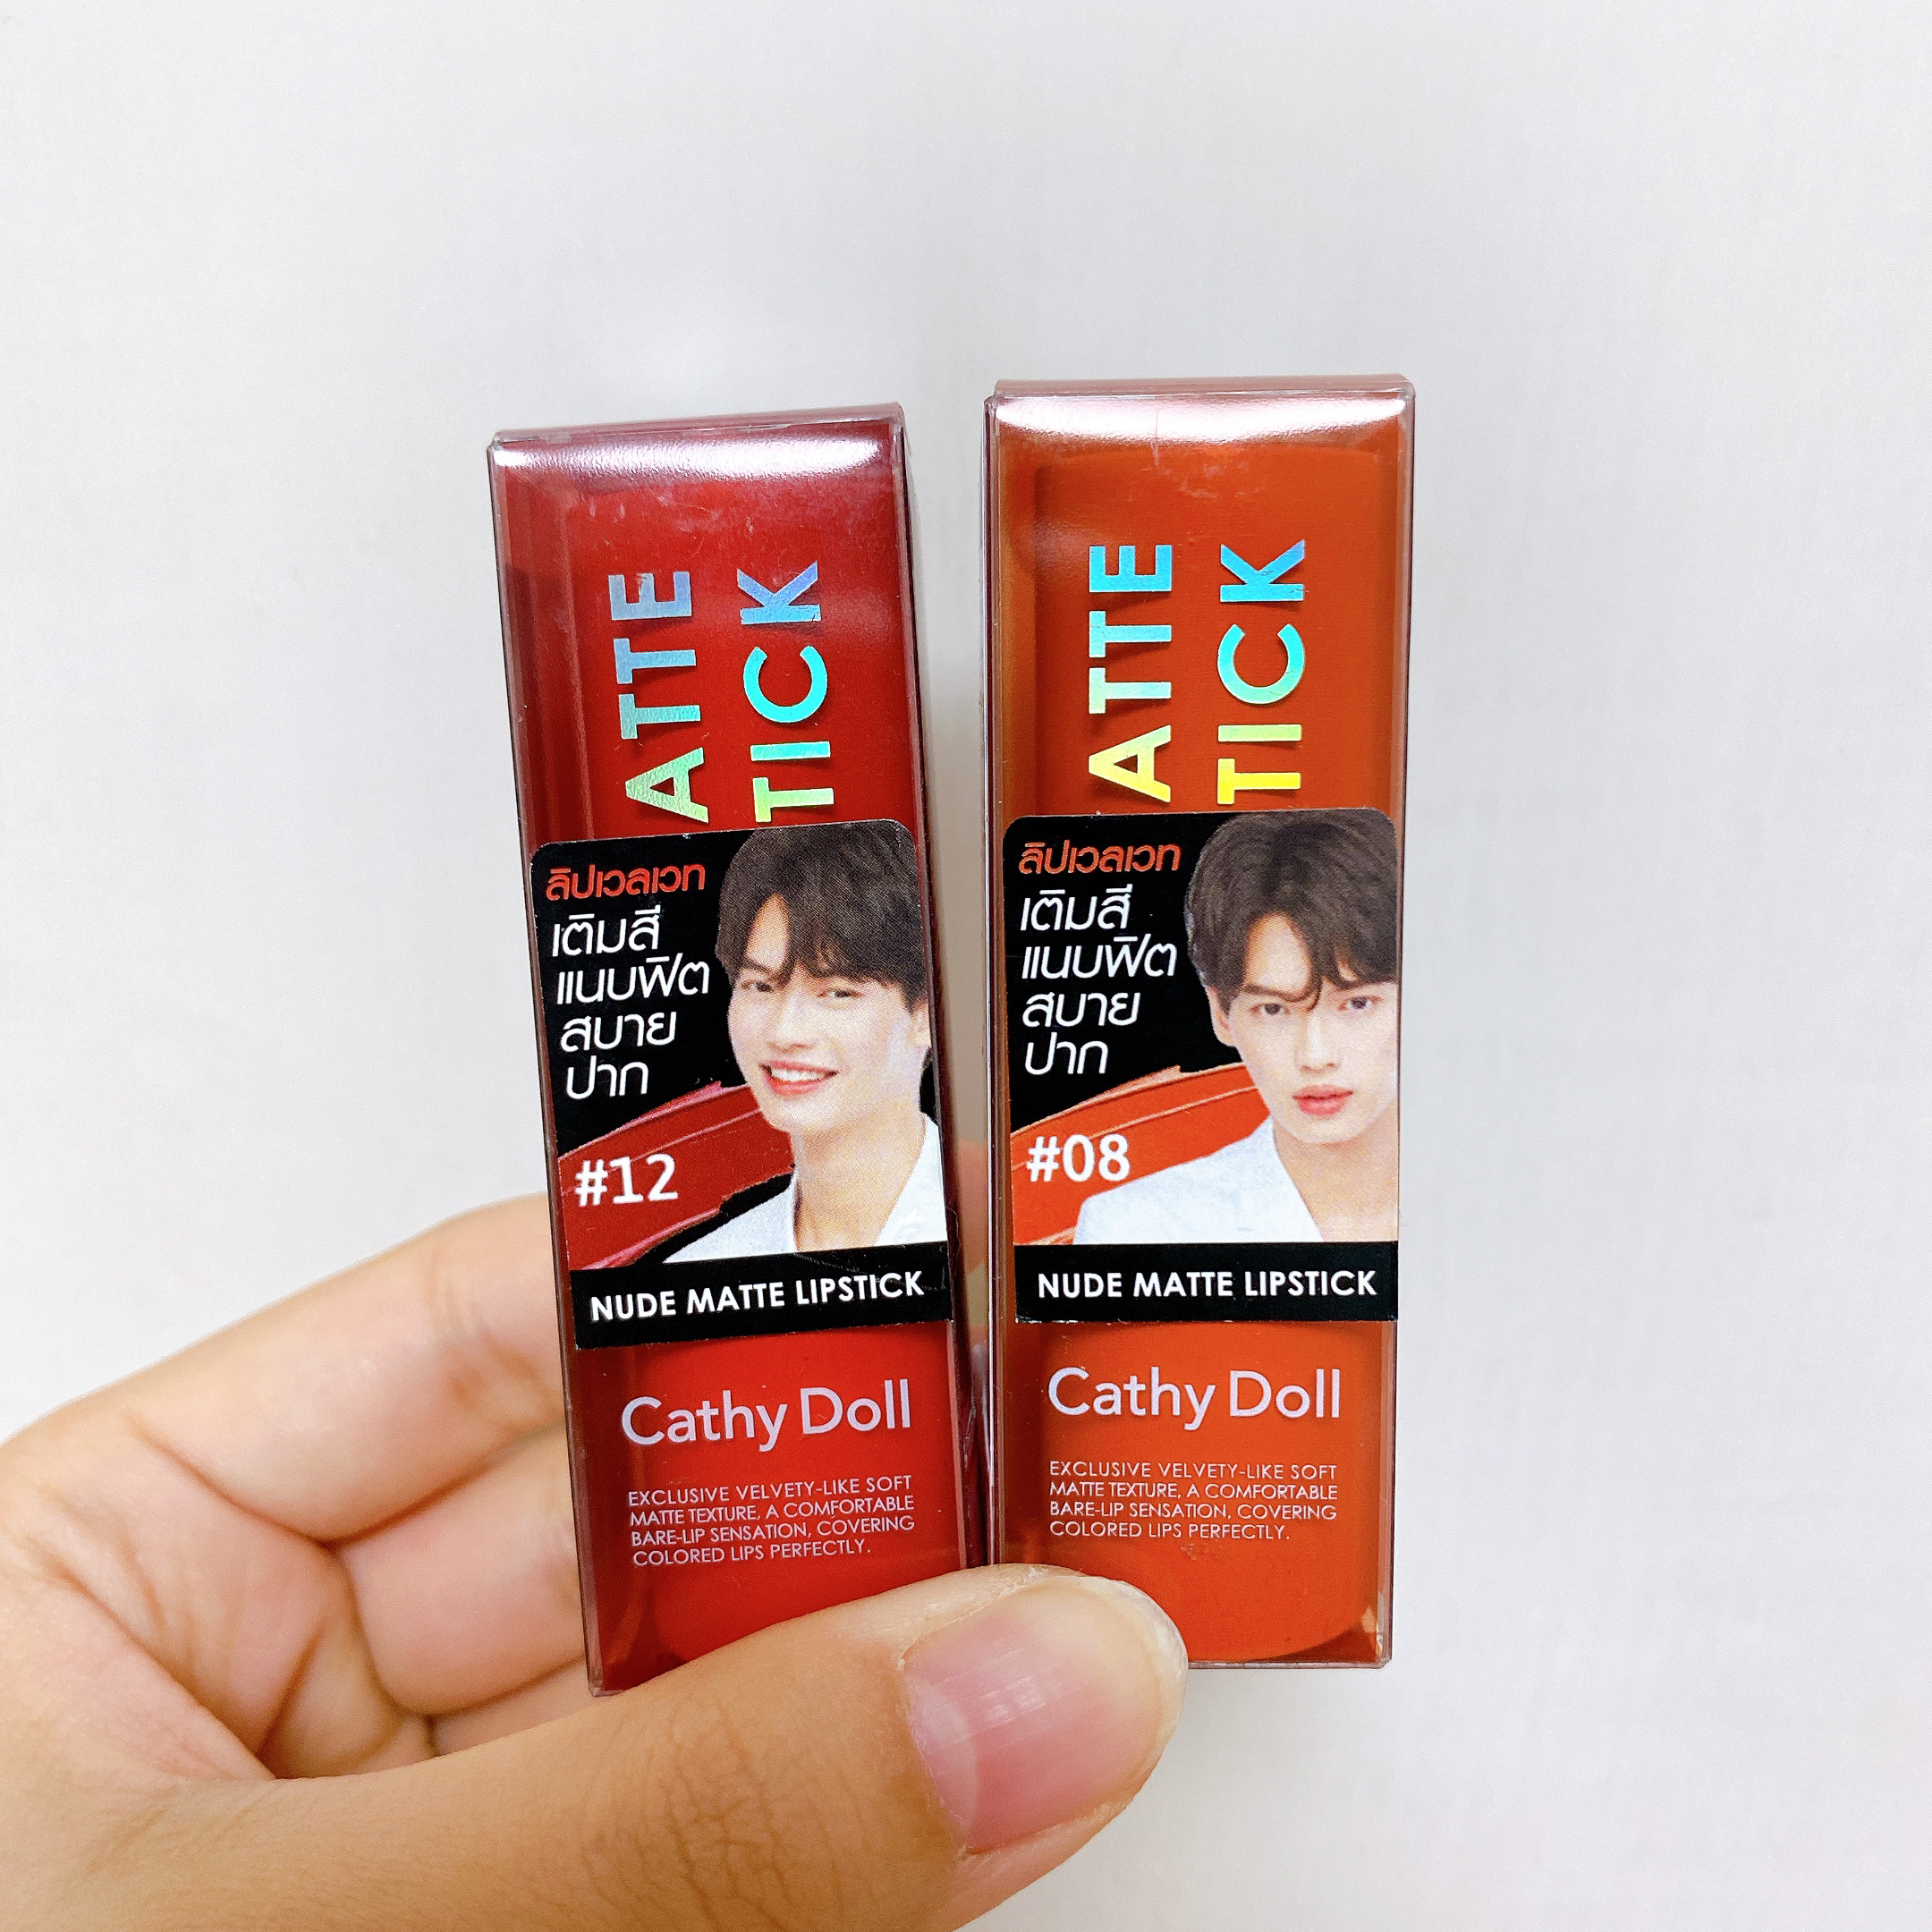 ATTE
TICK
ลิปเวลเวท
เติมสี
แนบฟิต
สบาย
ปาก
#12
NUDE MATTE LIPSTICK
Cathy Doll
EXCLUSIVE VELVETY-LIKE SOFT
MATTE TEXTURE, A COMFORTABLE
BARE-LIP SENSATION, COVERING
COLORED LIPS PERFECTLY.
ATTE
TICK
ลิปเวลเวท
เติมสี
แนบฟิต
สบาย
ปาก
#08
NUDE MATTE LIPSTICK
Cathy Doll
EXCLUSIVE VELVETY-LIKE SOFT
MATTE TEXTURE, A COMFORTABLE
BARE-LIP SENSATION, COVERING
COLORED LIPS PERFECTLY.